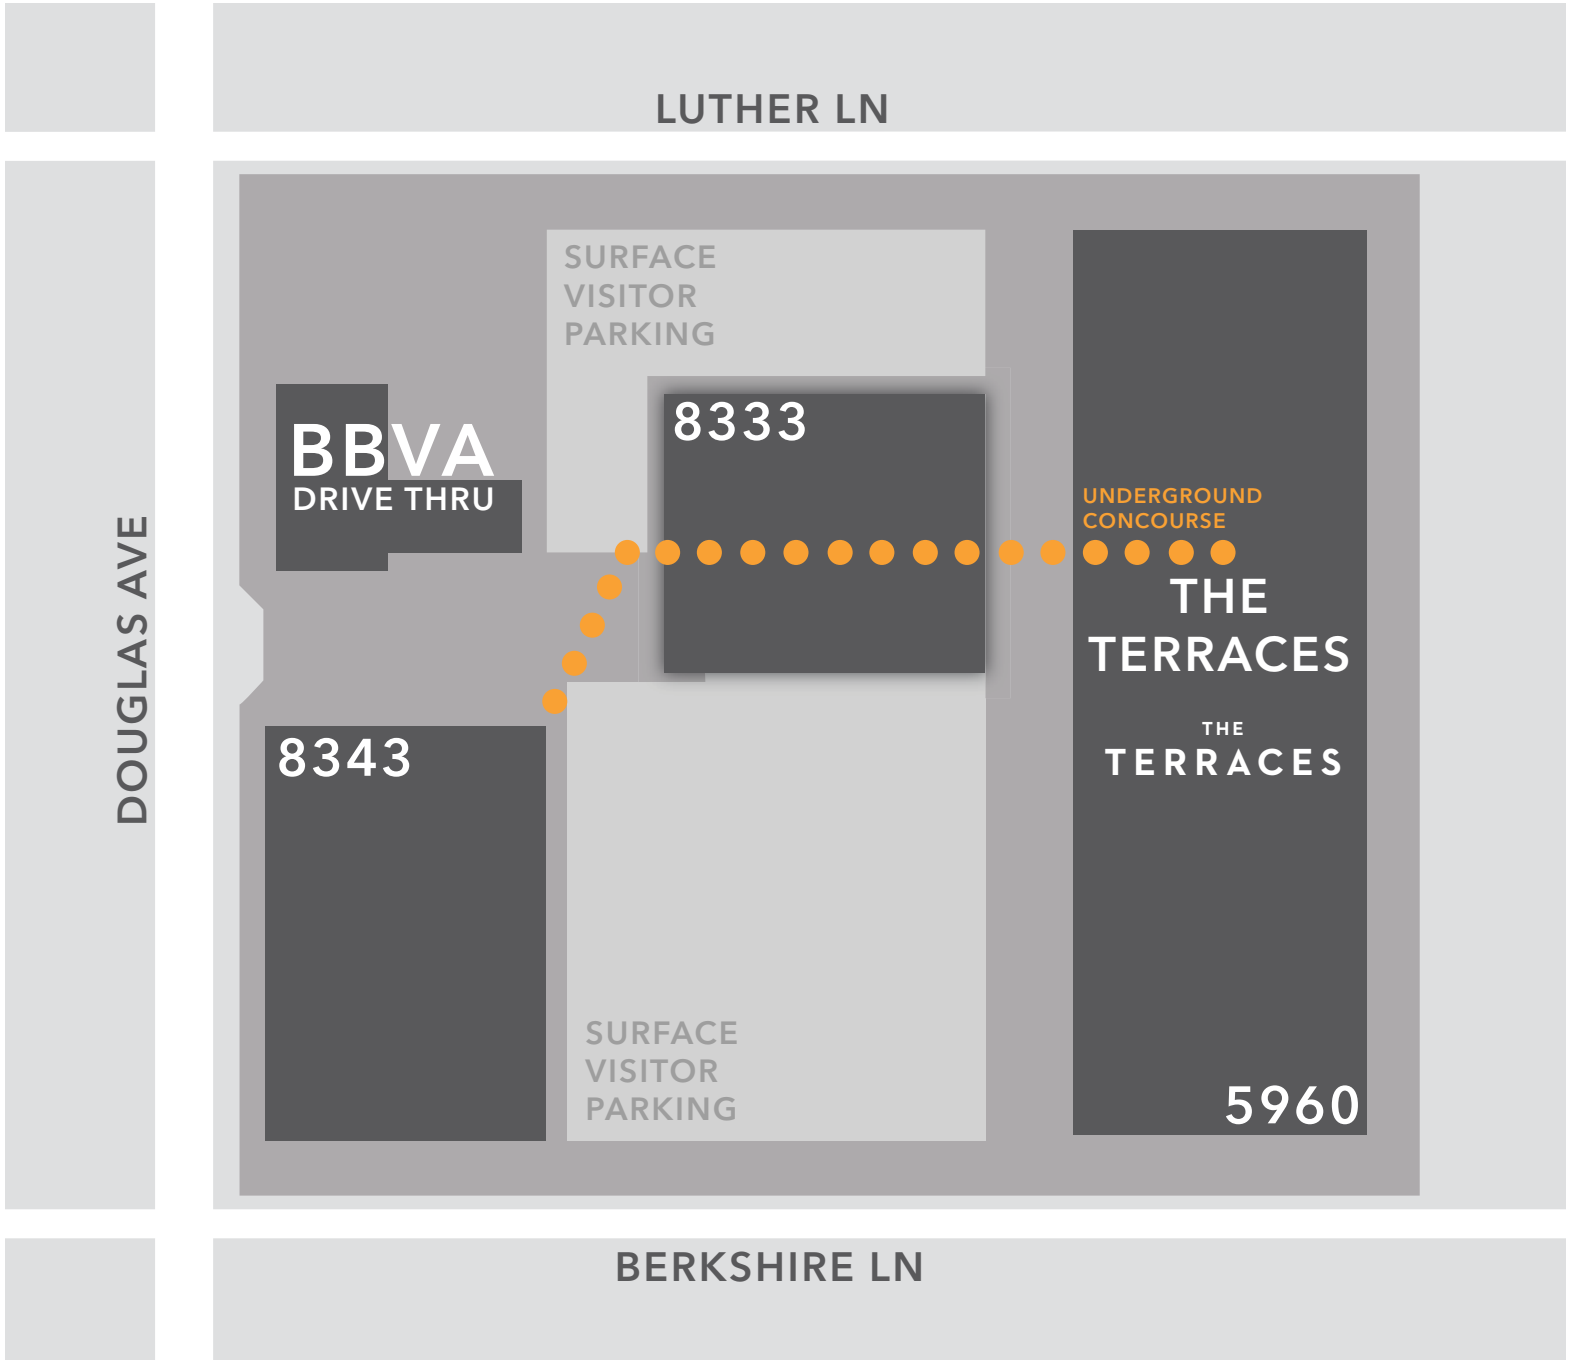 LUTHER LN
SURFACE
VISITOR
PARKING
BBVA
DRIVE THRU
8333
UNDERGROUND
CONCOURSE
THE
TERRACES
THE
TERRACES
DOUGLAS AVE
8343
SURFACE
VISITOR
PARKING
5960
BERKSHIRE LN